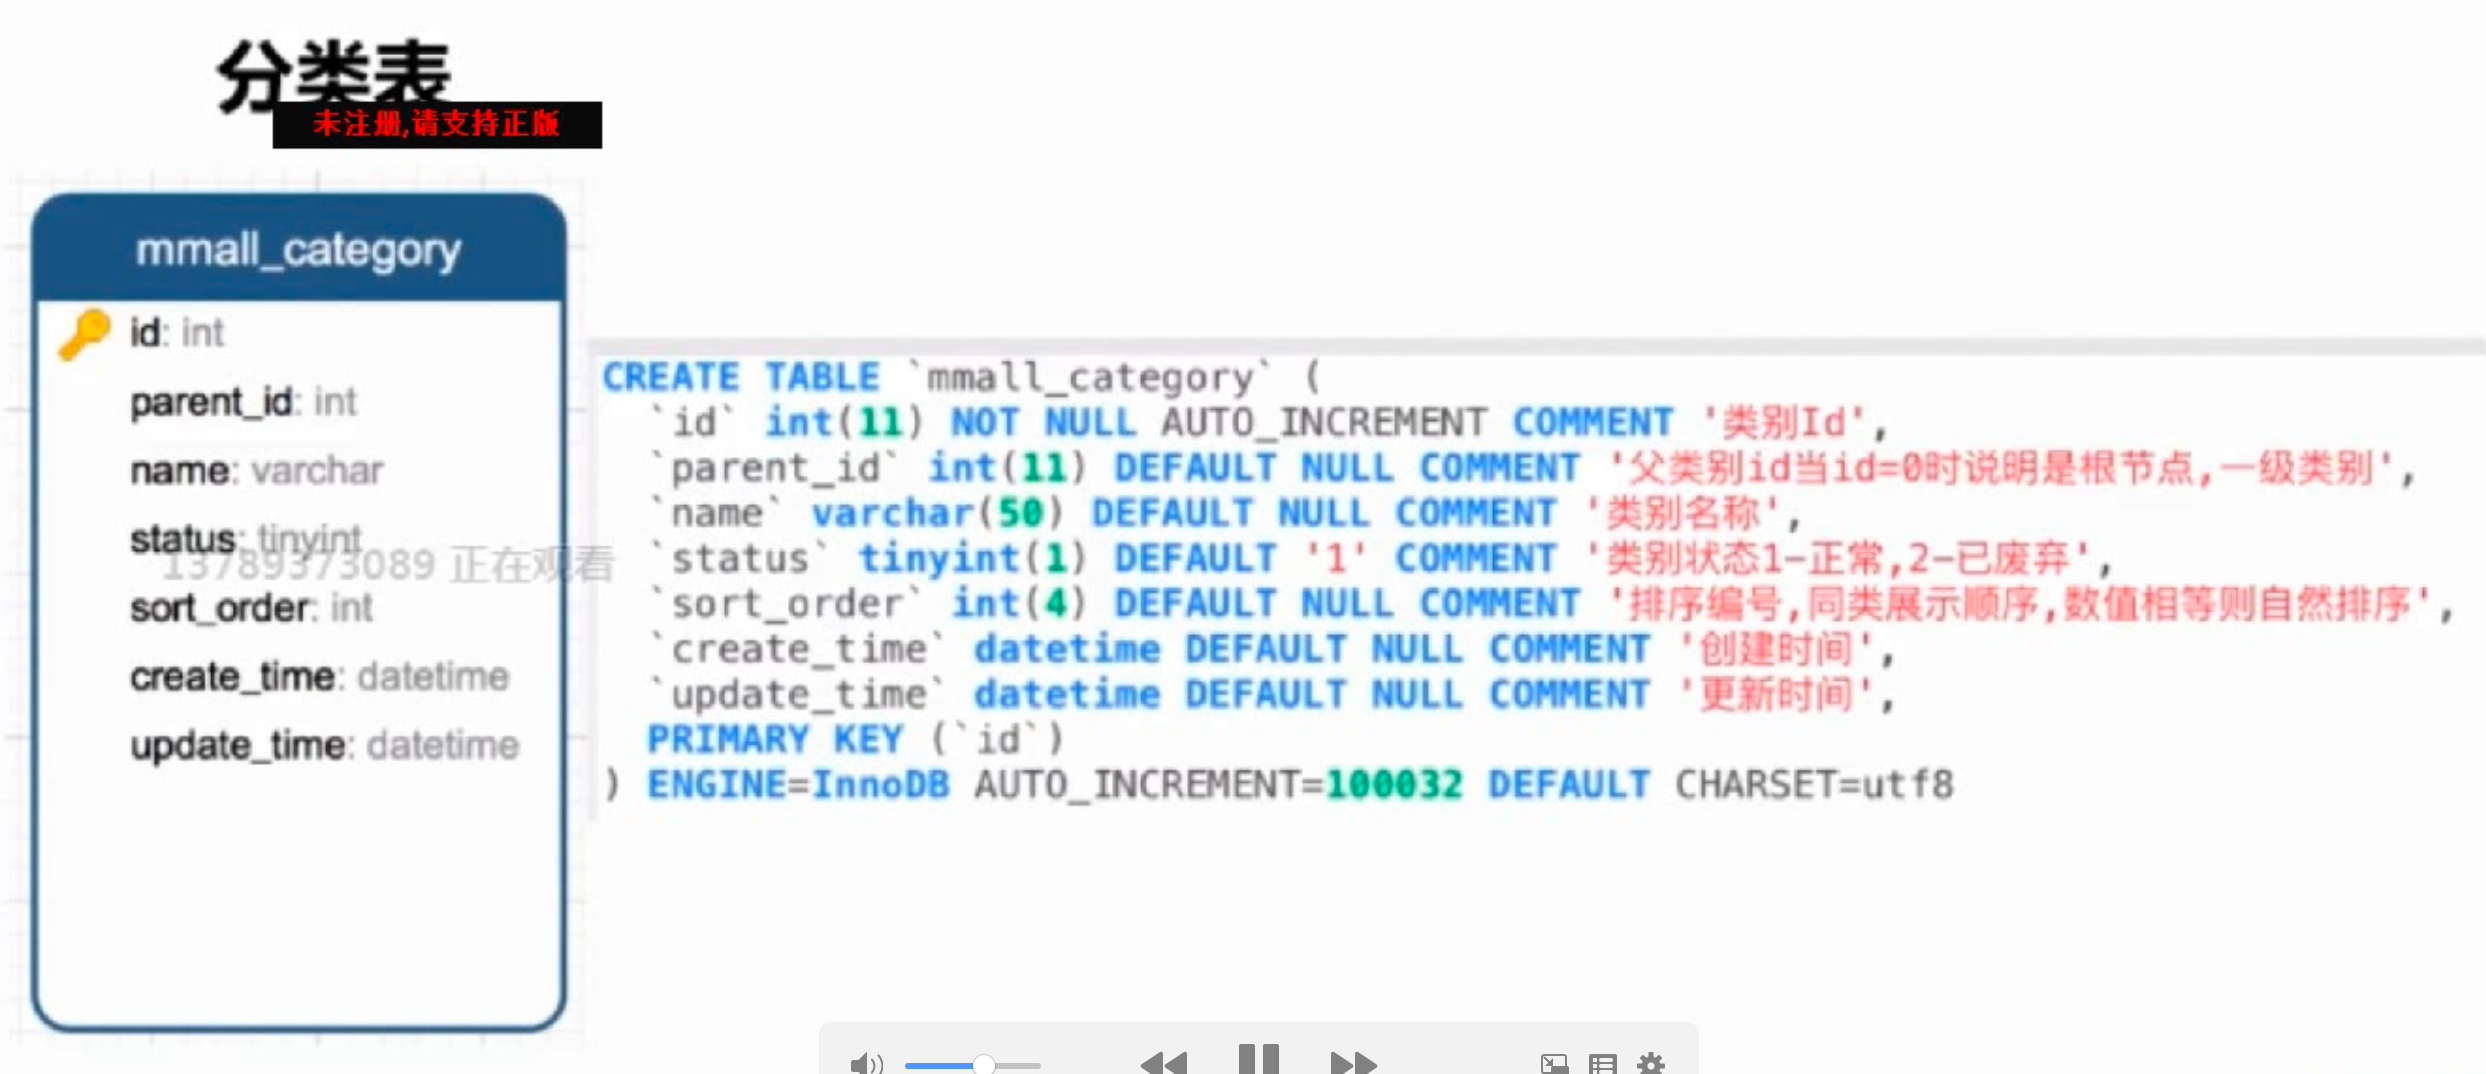 分类表
未注册,请支持正版
mmall_category
id: int
parent_id: int
name: varchar
status: tinyint
13789373089 正在观看
sort_order: int
create_time: datetime
update_time: datetime
CREATE TABLE `mmall_category` (
`id` int(11) NOT NULL AUTO_INCREMENT COMMENT '类别Id',
`parent_id` int(11) DEFAULT NULL COMMENT '父类别id当id=0时说明是根节点,一级类别',
`name` varchar(50) DEFAULT NULL COMMENT '类别名称',
`status` tinyint(1) DEFAULT '1' COMMENT '类别状态1-正常,2-已废弃',
`sort_order` int(4) DEFAULT NULL COMMENT '排序编号,同类展示顺序,数值相等则自然排序',
`create_time` datetime DEFAULT NULL COMMENT '创建时间',
`update_time` datetime DEFAULT NULL COMMENT '更新时间',
PRIMARY KEY (`id`)
) ENGINE=InnoDB AUTO_INCREMENT=100032 DEFAULT CHARSET=utf8